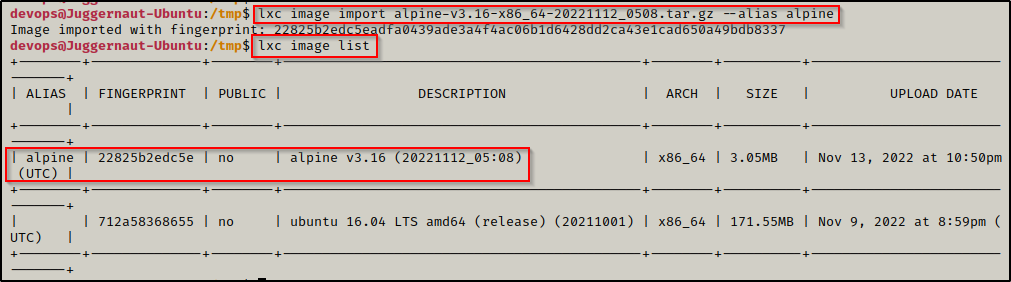 devops@Juggernaut-Ubuntu:/tmp$ lxc image import alpine-v3.16-x86_64-20221112_0508.tar.gz --alias alpine
Image imported with fingerprint: 22825b2edc5eadfa0439ade3a4f4ac06b1d6428dd2ca43e1cad650a49bdb8337
devops@Juggernaut-Ubuntu:/tmp$ lxc image list
+--------+--------------+--------+---------------------------------------------+--------+----------+------------------------
-------+
| ALIAS  | FINGERPRINT  | PUBLIC |                 DESCRIPTION                 |  ARCH  |   SIZE   |          UPLOAD DATE
       |
+--------+--------------+--------+---------------------------------------------+--------+----------+------------------------
-------+
| alpine | 22825b2edc5e | no     | alpine v3.16 (20221112_05:08)               | x86_64 | 3.05MB   | Nov 13, 2022 at 10:50pm
 (UTC) |
+--------+--------------+--------+---------------------------------------------+--------+----------+------------------------
-------+
|        | 712a58368655 | no     | ubuntu 16.04 LTS amd64 (release) (20211001) | x86_64 | 171.55MB | Nov 9, 2022 at 8:59pm (
UTC)   |
+--------+--------------+--------+---------------------------------------------+--------+----------+------------------------
-------+